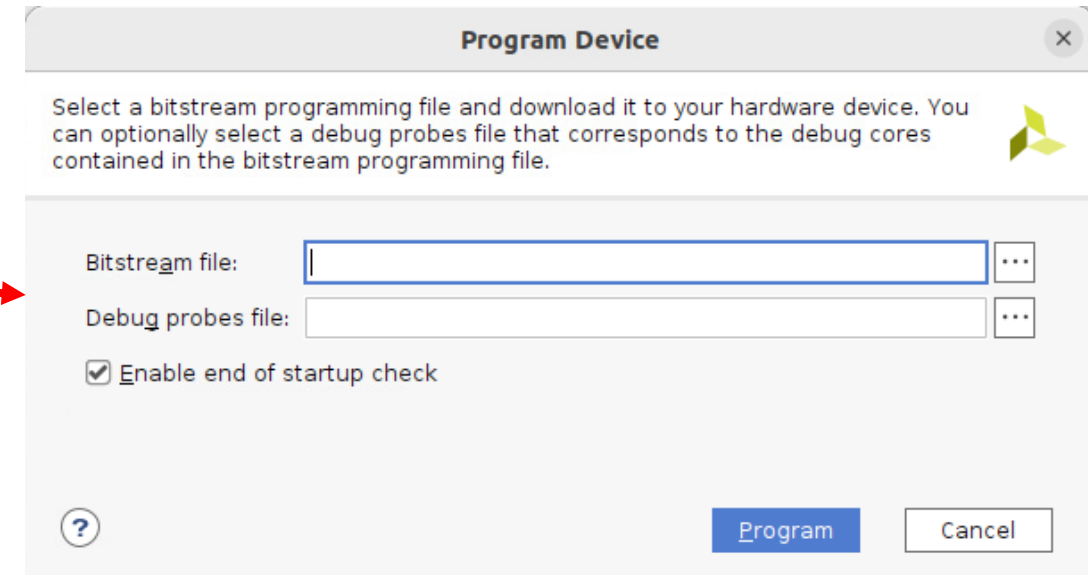 Program Device
Select a bitstream programming file and download it to your hardware device. You
can optionally select a debug probes file that corresponds to the debug cores
contained in the bitstream programming file.
Bitstream file:
...
Debug probes file:
...
Enable end of startup check
?
Program
Cancel